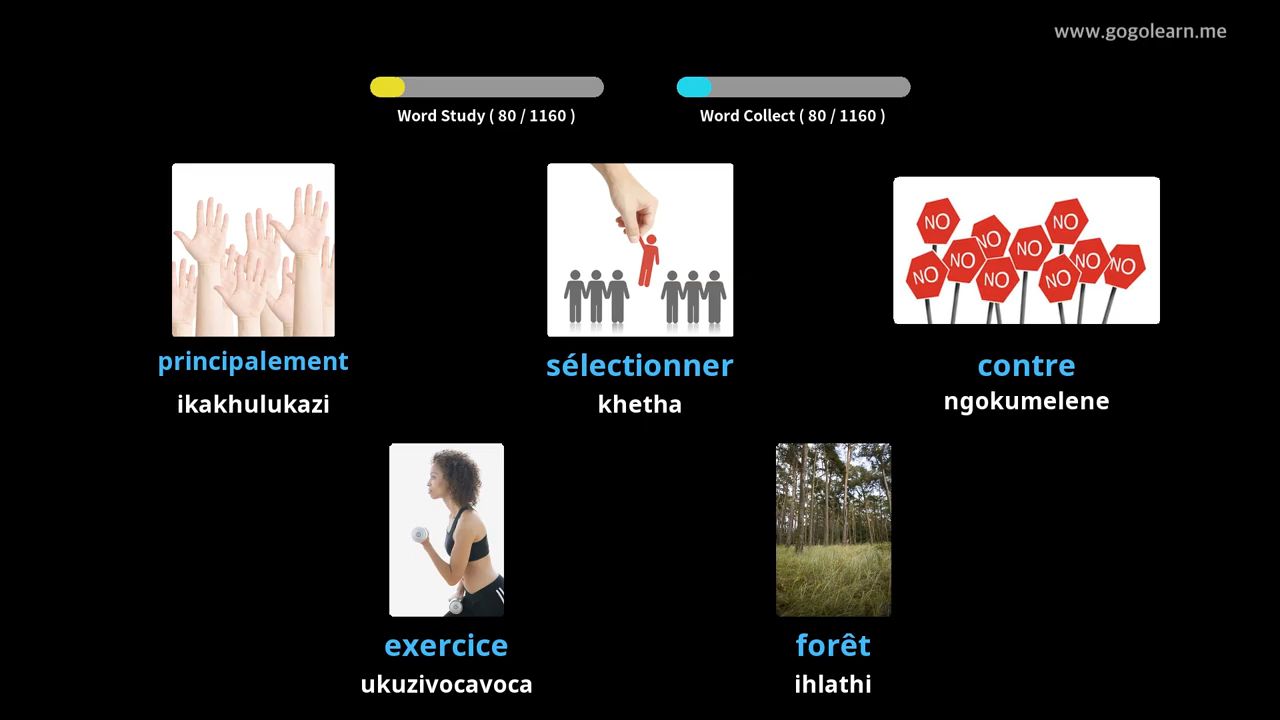 www.gogolearn.me
Word Study ( 80 / 1160 )
Word Collect ( 80 / 1160 )
NO
NO
NO
NO
NO
NO
NO
NO
NO
NO
principalement
sélectionner
contre
ikakhulukazi
khetha
ngokumelene
exercice
forêt
ukuzivocavoca
ihlathi